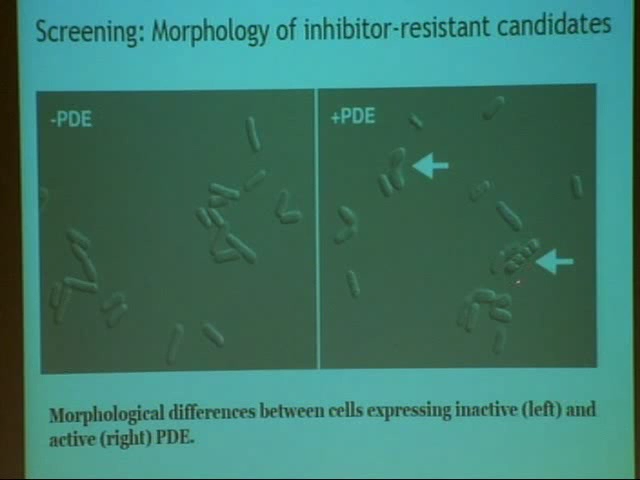 Screening: Morphology of inhibitor-resistant candidates
-PDE
+PDE
Morphological differences between cells expressing inactive (left) and
active (right) PDE.